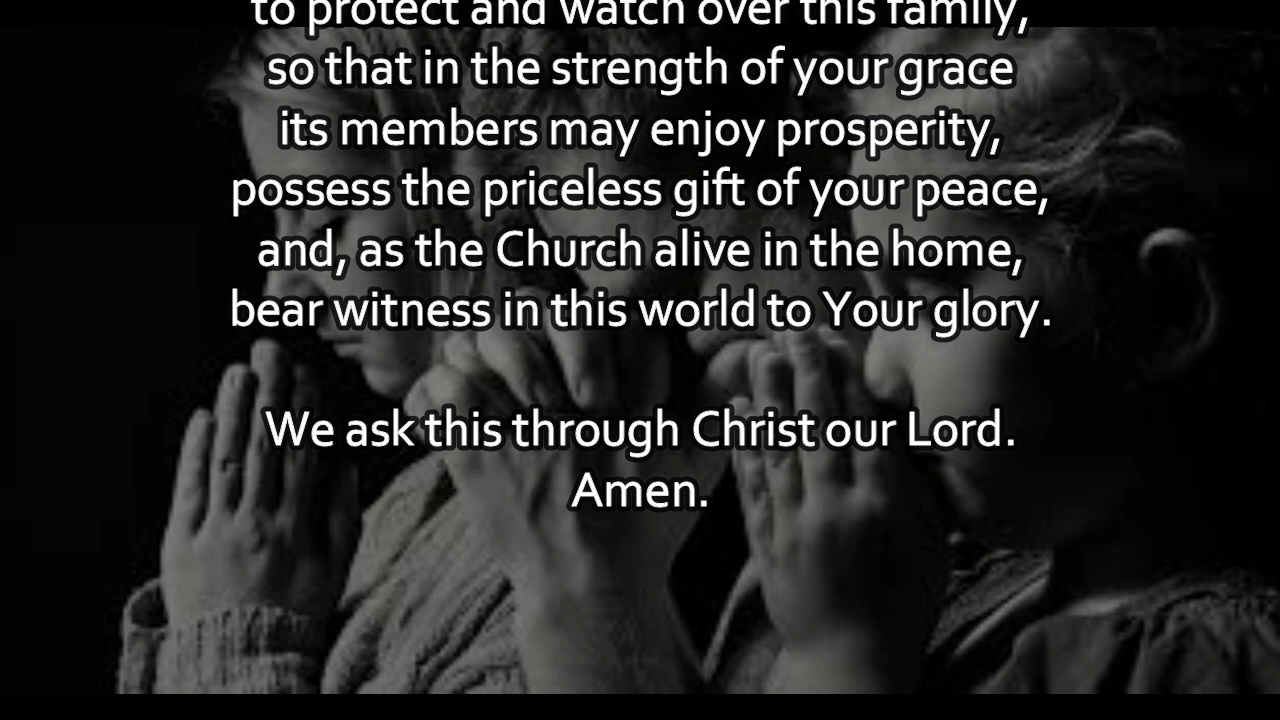 to protect and watch over this family,
so that in the strength of your grace
its members may enjoy prosperity,
possess the priceless gift of your peace,
and, as the Church alive in the home,
bear witness in this world to Your glory.
We ask this through Christ our Lord.
Amen.